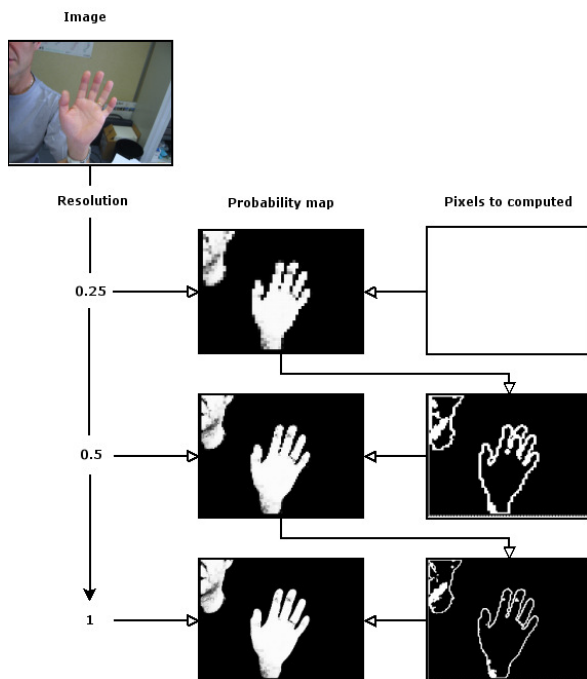 Image
Resolution
Probability map
Pixels to computed
0.25
0.5
1